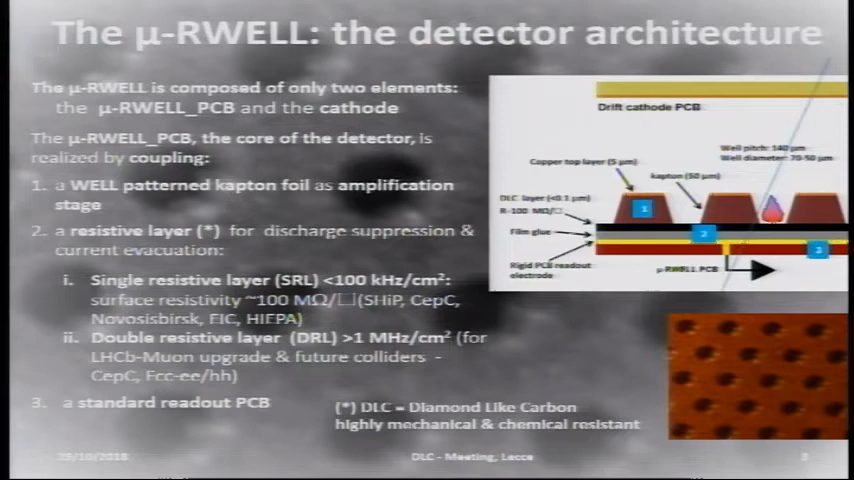 The µ-RWELL: the detector architecture
The µ-RWELL is composed of only two elements:
the µ-RWELL_PCB and the cathode
The µ-RWELL_PCB, the core of the detector, is
realized by coupling:
1. a WELL patterned kapton foil as amplification
stage
2. a resistive layer (*) for discharge suppression &
current evacuation:
i. Single resistive layer (SRL) <100 kHz/cm²:
surface resistivity ~100 MΩ/□ (SHiP, CepC,
Novosisbirsk, EIC, HIEPA)
ii. Double resistive layer (DRL) >1 MHz/cm² (for
LHCb-Muon upgrade & future colliders -
CepC, Fcc-ee/hh)
3. a standard readout PCB
(*) DLC = Diamond Like Carbon
highly mechanical & chemical resistant
Drift cathode PCB
Well pitch: 140 µm
Well diameter: 70-50 µm
Copper top layer (5 µm)
kapton (50 µm)
DLC layer (<0.1 µm)
R~100 MΩ/□
Film glue
Rigid PCB readout
electrode
µ-RWELL PCB
1
2
3
29/10/2018
DLC - Meeting, Lecce